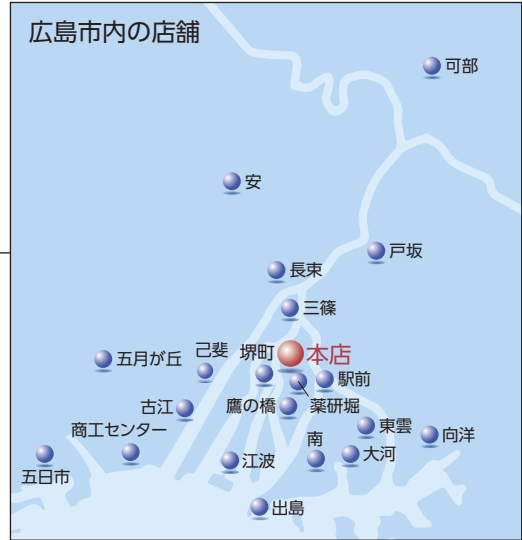 広島市内の店舗
可部
安
戸坂
長束
三篠
本店
堺町
己斐
五月が丘
駅前
薬研堀
鷹の橋
古江
商工センター
東雲
向洋
南
大河
江波
五日市
出島